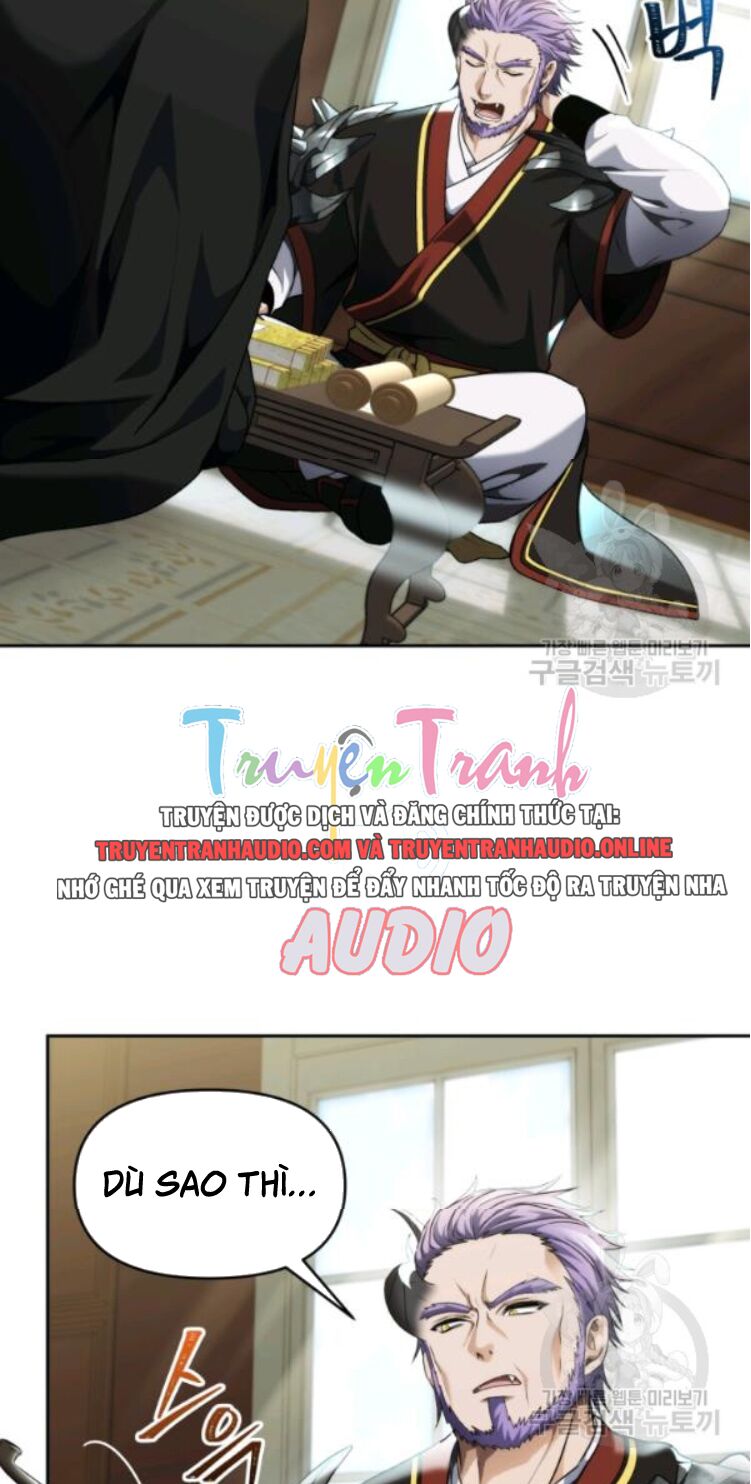 벅
가장 빠른 웹툰 미리보기
구글검색 뉴토끼
TruyệnTranh
TRUYỆN ĐƯỢC DỊCH VÀ ĐĂNG CHÍNH THỨC TẠI:
TRUYENTRANHAUDIO.COM VÀ TRUYENTRANHAUDIO.ONLINE
NHỚ GHÉ QUA XEM TRUYỆN ĐỂ ĐẨY NHANH TỐC ĐỘ RA TRUYỆN NHA
AUDIO
DÙ SAO THÌ...
스윽
가장 빠른 웹툰 미리보기
구글검색 뉴토끼